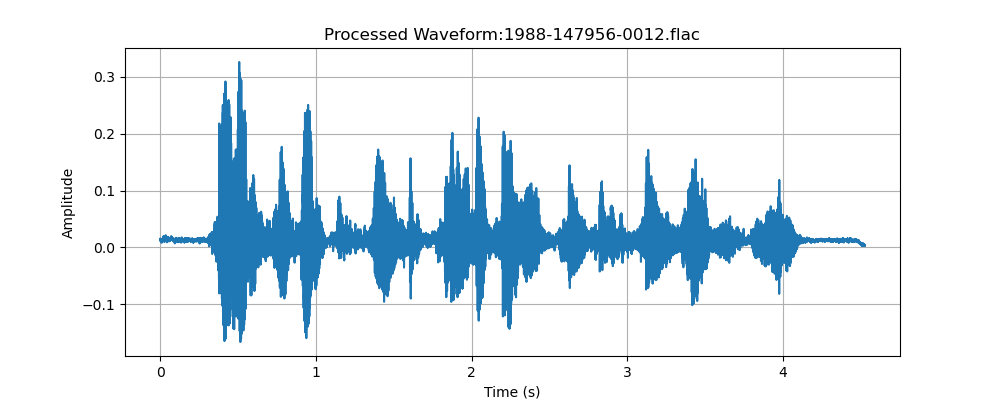 Processed Waveform:1988-147956-0012.flac
0.3
0.2
0.1
0.0
−0.1
Amplitude
0 1 2 3 4
Time (s)